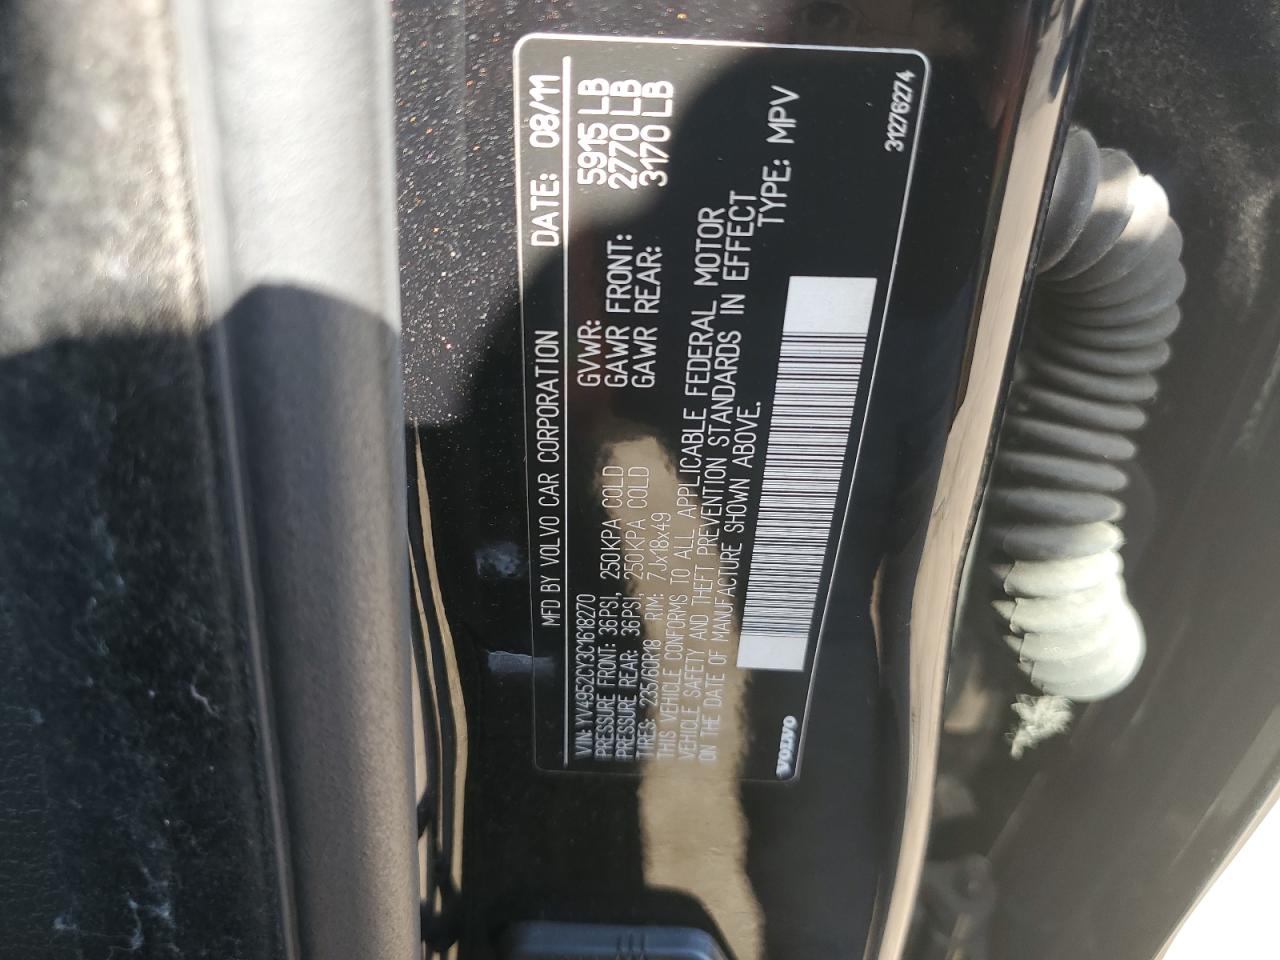 MFD BY VOLVO CAR CORPORATION DATE: 08/11
VIN: YV4952CY3C1618270 GVWR: 5915 LB
PRESSURE FRONT: 36PSI, 250KPA COLD GAWR FRONT: 2770 LB
PRESSURE REAR: 36PSI, 250KPA COLD GAWR REAR: 3170 LB
TIRES: 235/60R18 RIM: 7Jx18x49
THIS VEHICLE CONFORMS TO ALL APPLICABLE FEDERAL MOTOR
VEHICLE SAFETY AND THEFT PREVENTION STANDARDS IN EFFECT
ON THE DATE OF MANUFACTURE SHOWN ABOVE.
TYPE: MPV
VOLVO
31276274